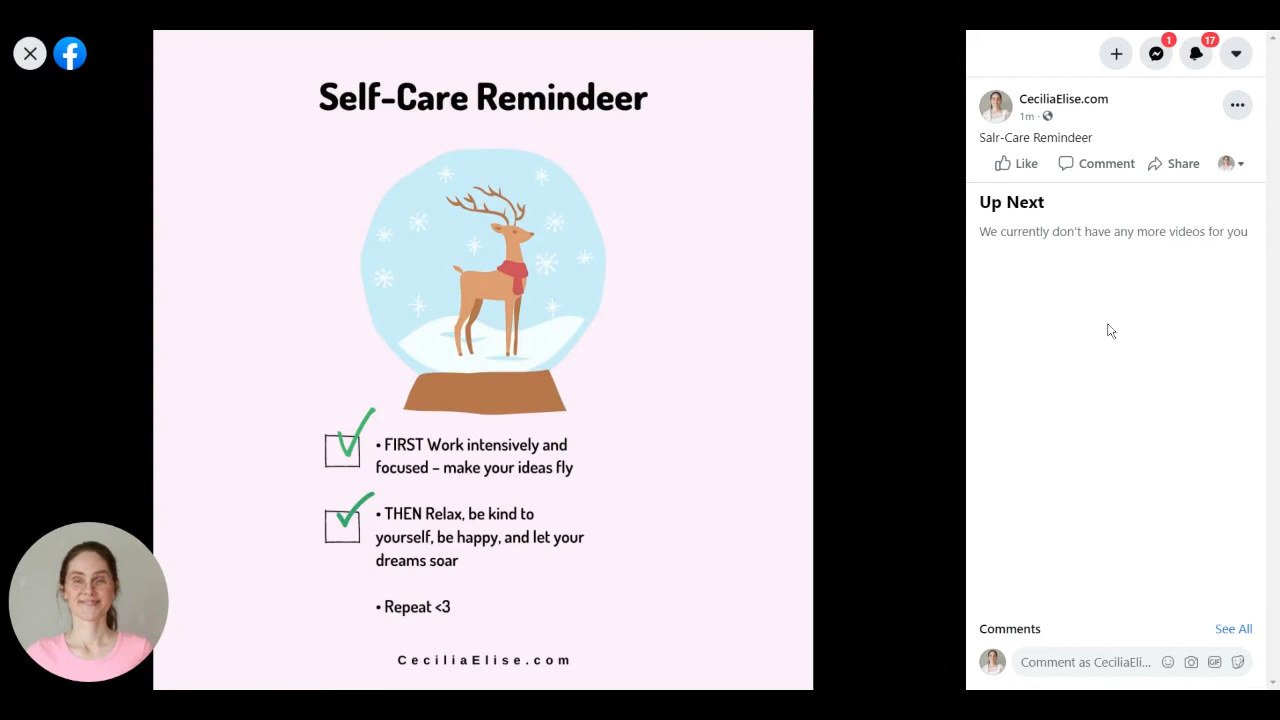 Self-Care Remindeer
• FIRST Work intensively and
focused – make your ideas fly
• THEN Relax, be kind to
yourself, be happy, and let your
dreams soar
• Repeat <3
CeciliaElise.com
1
17
CeciliaElise.com
1m ·
Salr-Care Remindeer
Like Comment Share
Up Next
We currently don't have any more videos for you
Comments See All
Comment as CeciliaEli... GIF